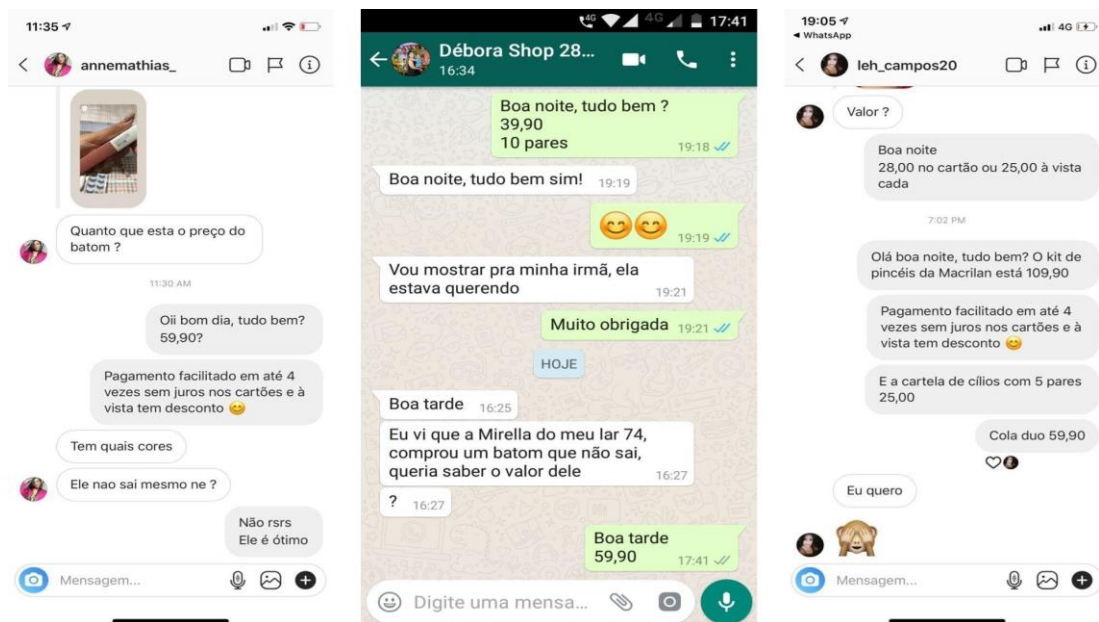 11:35
annemathias_
Quanto que esta o preço do
batom ?
11:30 AM
Oii bom dia, tudo bem?
59,90?
Pagamento facilitado em até 4
vezes sem juros nos cartões e à
vista tem desconto 😊
Tem quais cores
Ele nao sai mesmo ne ?
Não rsrs
Ele é ótimo
Mensagem...
4G 4G 17:41
Débora Shop 28...
16:34
Boa noite, tudo bem ?
39,90
10 pares 19:18
Boa noite, tudo bem sim! 19:19
😊😊 19:19
Vou mostrar pra minha irmã, ela
estava querendo 19:21
Muito obrigada 19:21
HOJE
Boa tarde 16:25
Eu vi que a Mirella do meu lar 74,
comprou um batom que não sai,
queria saber o valor dele 16:27
? 16:27
Boa tarde
59,90 17:41
Digite uma mensa...
19:05 4G
WhatsApp
leh_campos20
Valor ?
Boa noite
28,00 no cartão ou 25,00 à vista
cada
7:02 PM
Olá boa noite, tudo bem? O kit de
pincéis da Macrilan está 109,90
Pagamento facilitado em até 4
vezes sem juros nos cartões e à
vista tem desconto 😊
E a cartela de cílios com 5 pares
25,00
Cola duo 59,90
Eu quero
🙈
Mensagem...